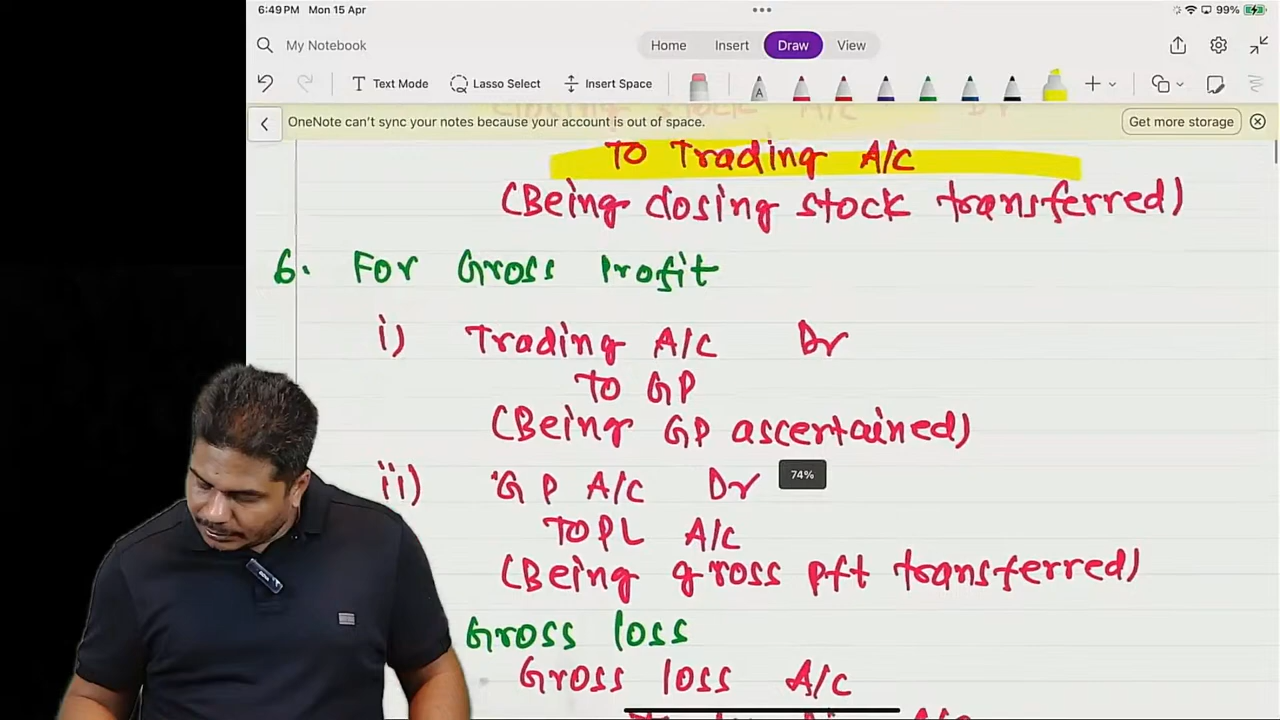 6:49 PM Mon 15 Apr
99%
My Notebook
Home Insert Draw View
Text Mode Lasso Select Insert Space
A
Closing stock A/C Dr
OneNote can't sync your notes because your account is out of space.
Get more storage
To Trading A/C
(Being closing stock transferred)
6. For Gross Profit
i) Trading A/C Dr
To GP
(Being GP ascertained)
ii) GP A/C Dr
74%
To PL A/C
(Being gross pft transferred)
Gross loss
Gross loss A/C